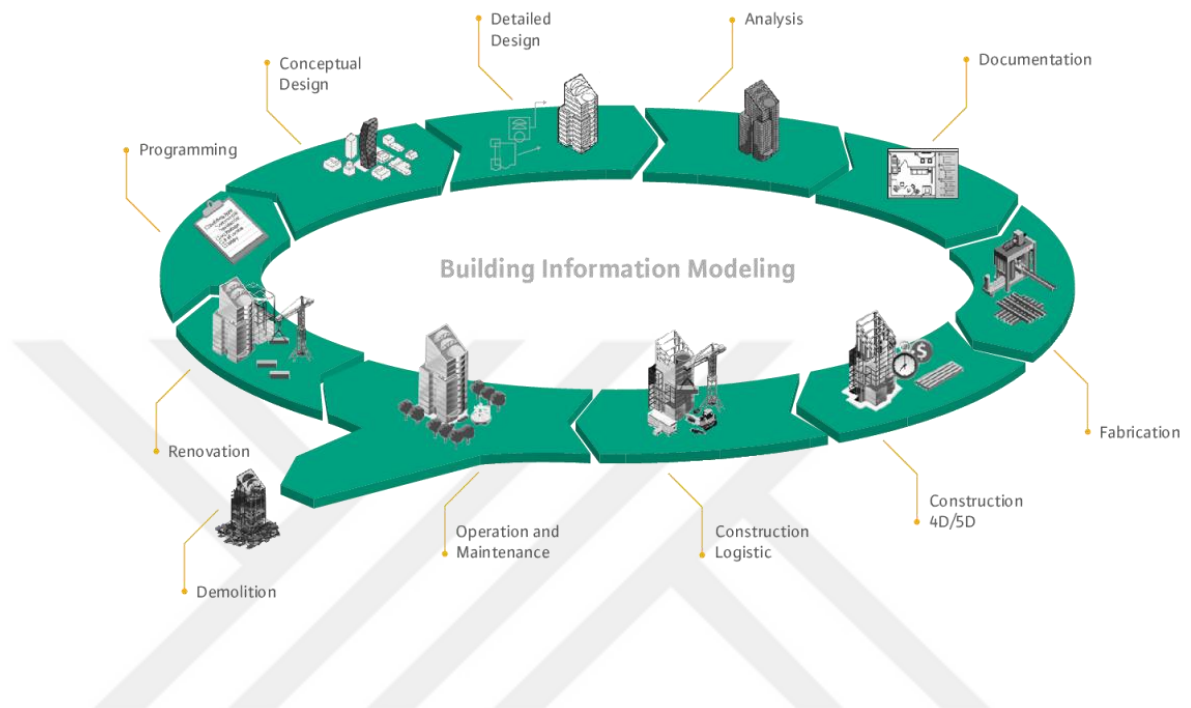 Detailed
Design
Analysis
Conceptual
Design
Documentation
Programming
Building Information Modeling
$
Fabrication
Renovation
Construction
4D/5D
Operation and
Maintenance
Construction
Logistic
Demolition